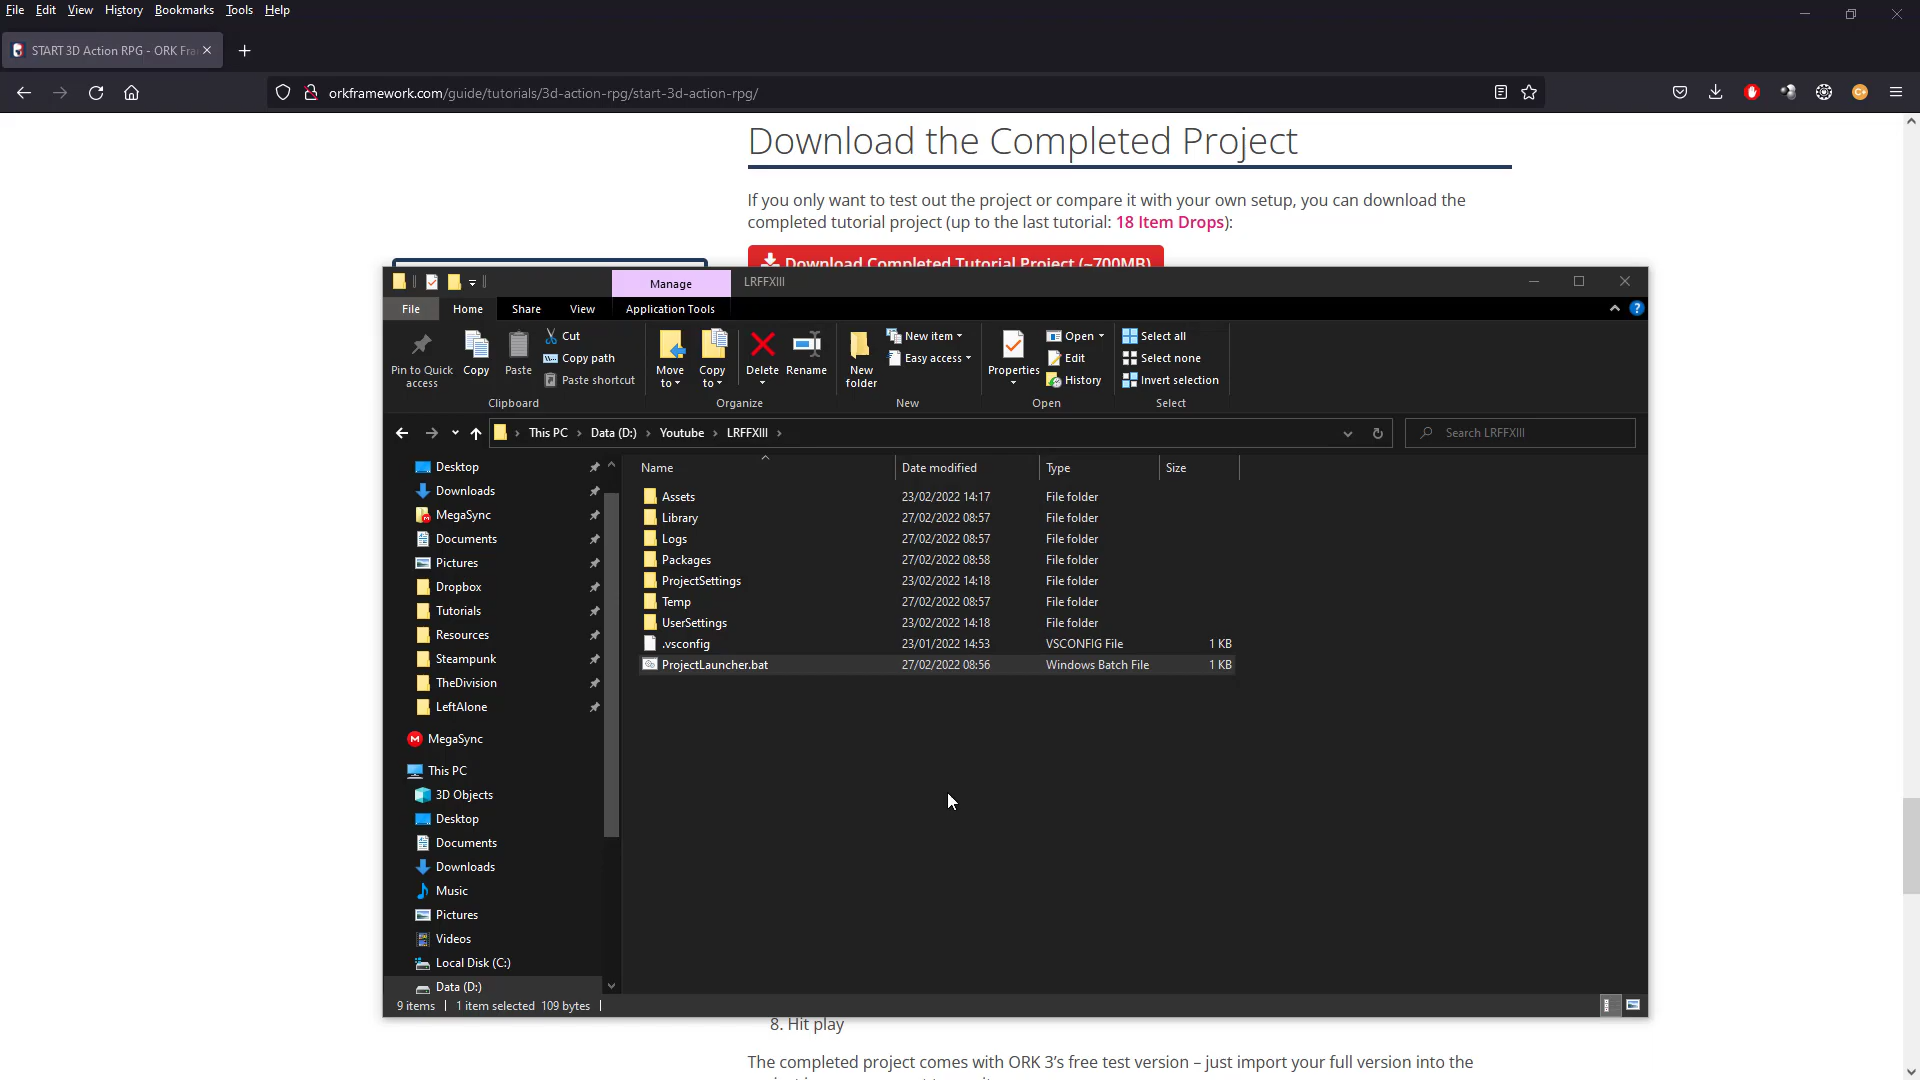 File Edit View History Bookmarks Tools Help
START 3D Action RPG - ORK Fra
orkframework.com/guide/tutorials/3d-action-rpg/start-3d-action-rpg/
Download the Completed Project
If you only want to test out the project or compare it with your own setup, you can download the
completed tutorial project (up to the last tutorial: 18 Item Drops):
Download Completed Tutorial Project (~700MB)
Manage LRFFXIII
File Home Share View Application Tools
Pin to Quick access
Copy
Paste
Cut
Copy path
Paste shortcut
Clipboard
Move to
Copy to
Delete
Rename
Organize
New folder
New item
Easy access
New
Properties
Open
Edit
History
Open
Select all
Select none
Invert selection
Select
This PC > Data (D:) > Youtube > LRFFXIII >
Search LRFFXIII
Desktop
Downloads
MegaSync
Documents
Pictures
Dropbox
Tutorials
Resources
Steampunk
TheDivision
LeftAlone
MegaSync
This PC
3D Objects
Desktop
Documents
Downloads
Music
Pictures
Videos
Local Disk (C:)
Data (D:)
Name Date modified Type Size
Assets 23/02/2022 14:17 File folder
Library 27/02/2022 08:57 File folder
Logs 27/02/2022 08:57 File folder
Packages 27/02/2022 08:58 File folder
ProjectSettings 23/02/2022 14:18 File folder
Temp 27/02/2022 08:57 File folder
UserSettings 23/02/2022 14:18 File folder
.vsconfig 23/01/2022 14:53 VSCONFIG File 1 KB
ProjectLauncher.bat 27/02/2022 08:56 Windows Batch File 1 KB
9 items 1 item selected 109 bytes
8. Hit play
The completed project comes with ORK 3's free test version – just import your full version into the